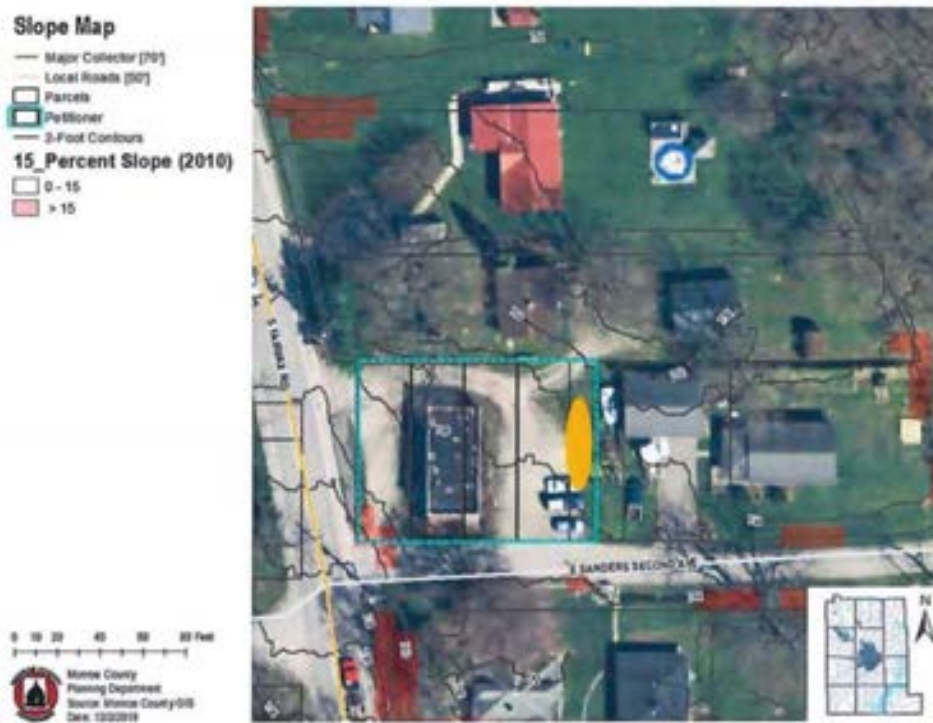 Slope Map
Major Collector [70']
Local Roads [50']
Parcels
Petitioner
2-Foot Contours
15_Percent Slope (2010)
0 - 15
> 15
E SANDERS SECOND AVE
N
0 10 20 40 60 80 Feet
Monroe County
Planning Department
Source: Monroe County GIS